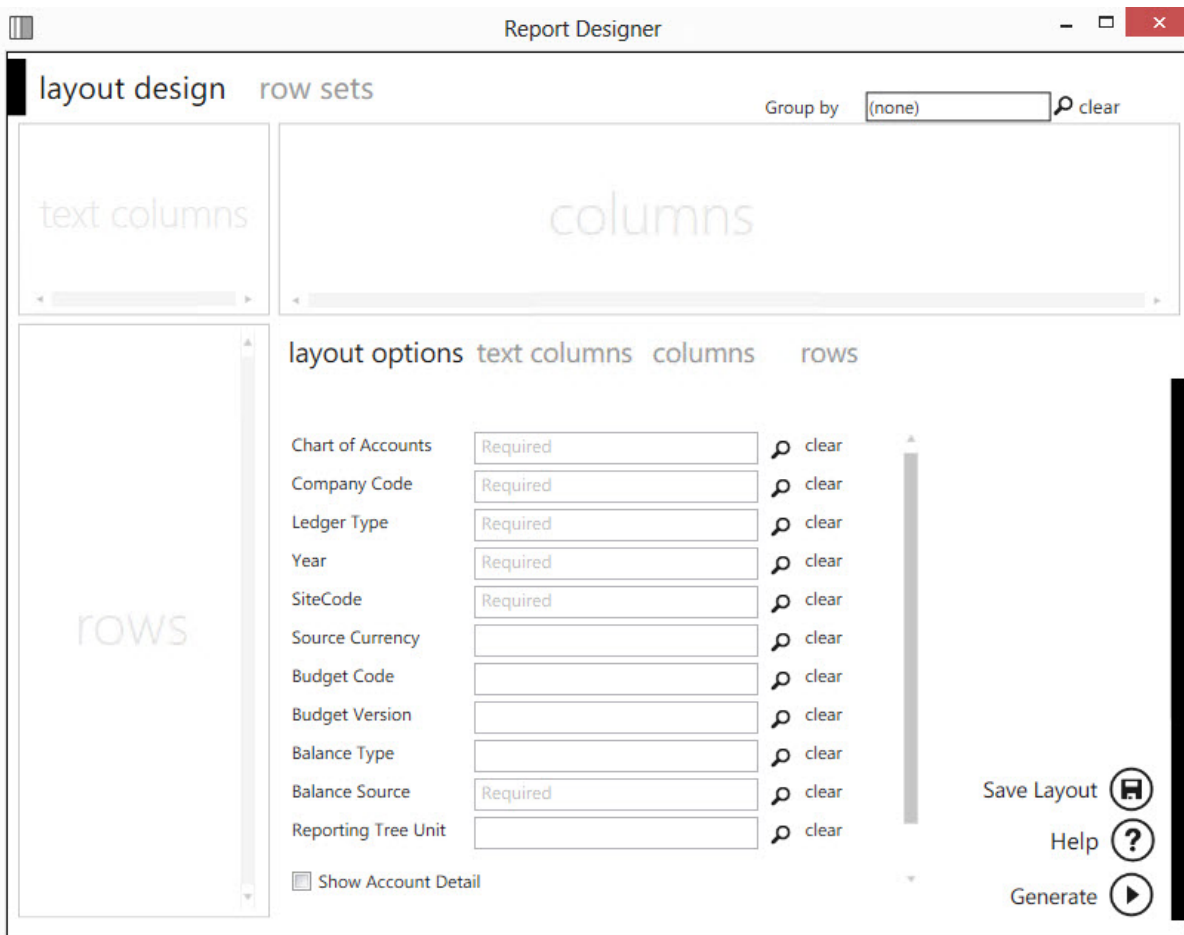 Report Designer
layout design row sets
Group by (none) clear
text columns columns
layout options text columns columns rows
Chart of Accounts Required clear
Company Code Required clear
Ledger Type Required clear
Year Required clear
SiteCode Required clear
rows
Source Currency clear
Budget Code clear
Budget Version clear
Balance Type clear
Balance Source Required clear
Reporting Tree Unit clear
Show Account Detail
Save Layout
Help ?
Generate